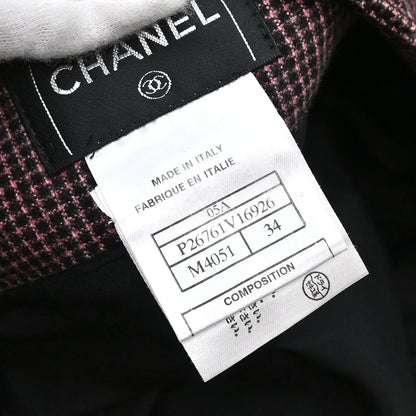 CHANEL
MADE IN ITALY
FABRIQUE EN ITALIE
05A
P26761V16926
M4051 34
COMPOSITION